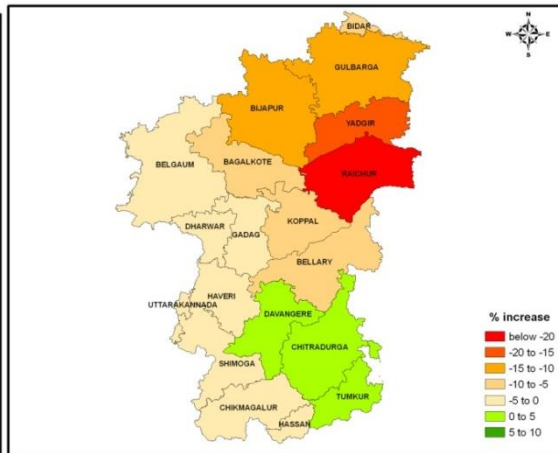 N
W E
S
BIDAR
GULBARGA
BIJAPUR
YADGIR
BELGAUM
BAGALKOTE
RAICHUR
KOPPAL
DHARWAR
GADAG
BELLARY
HAVERI
UTTARAKANNADA
DAVANGERE
CHITRADURGA
SHIMOGA
TUMKUR
CHIKMAGALUR
HASSAN
% increase
below -20
-20 to -15
-15 to -10
-10 to -5
-5 to 0
0 to 5
5 to 10